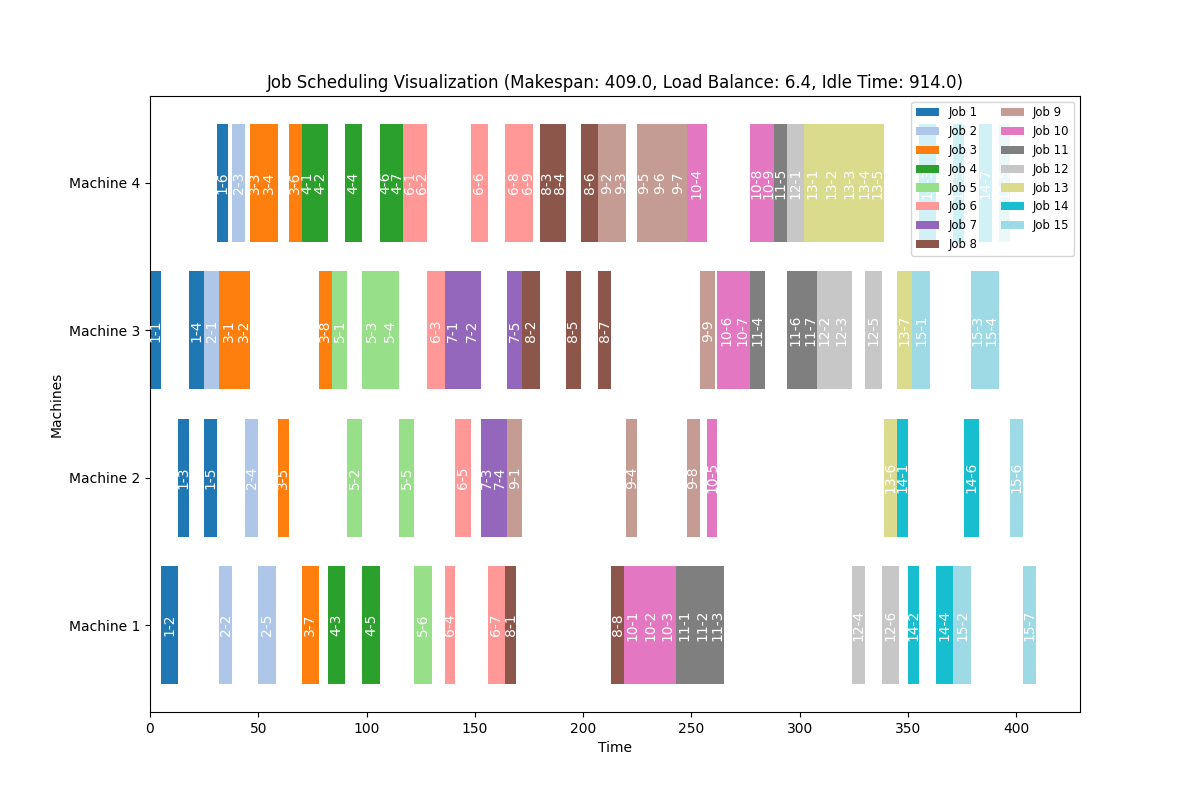 Job Scheduling Visualization (Makespan: 409.0, Load Balance: 6.4, Idle Time: 914.0)
Job 1
Job 2
Job 3
Job 4
Job 5
Job 6
Job 7
Job 8
Job 9
Job 10
Job 11
Job 12
Job 13
Job 14
Job 15
Machine 4
1-6 2-3 3-3 3-4 3-6 4-1 4-2 4-4 4-6 4-7 6-1 6-2 6-6 6-8 6-9 8-3 8-4 8-6 9-2 9-3 9-5 9-6 9-7 10-4 10-8 10-9 11-5 12-1 13-1 13-2 13-3 13-4 13-5
Machine 3
1-1 1-4 2-1 3-1 3-2 3-8 5-1 5-3 5-4 6-3 7-1 7-2 7-5 8-2 8-5 8-7 9-9 10-6 10-7 11-4 11-6 11-7 12-2 12-3 12-5 13-7 15-1 15-3 15-4
Machine 2
1-3 1-5 2-4 3-5 5-2 5-5 6-5 7-3 7-4 9-1 9-4 9-8 10-5 13-6 14-1 14-6 15-6
Machine 1
1-2 2-2 2-5 3-7 4-3 4-5 5-6 6-4 6-7 8-1 8-8 10-1 10-2 10-3 11-1 11-2 11-3 12-4 12-6 14-2 14-4 15-2 15-7
Machines
0 50 100 150 200 250 300 350 400
Time